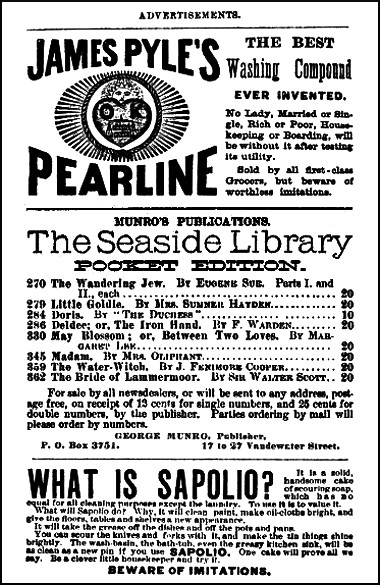 ADVERTISEMENTS.
JAMES PYLE'S
PEARLINE
THE BEST
Washing Compound
EVER INVENTED.
No Lady, Married or Sin-
gle, Rich or Poor, House-
keeping or Boarding, will
be without it after testing
its utility.
Sold by all first-class
Grocers, but beware of
worthless imitations.
MUNRO'S PUBLICATIONS.
The Seaside Library
POCKET EDITION.
270 The Wandering Jew. By Eugene Sue. Parts I. and
II., each .......................................... 20
279 Little Goldie. By Mrs. Sumner Hayden............ 20
284 Doris. By "The Duchess"........................ 10
286 Deldee; or, The Iron Hand. By F. Warden.......... 20
330 May Blossom; or, Between Two Loves. By Mar-
garet Lee........................................ 20
345 Madam. By Mrs. Oliphant......................... 20
359 The Water-Witch. By J. Fenimore Cooper.......... 20
362 The Bride of Lammermoor. By Sir Walter Scott.. 20
For sale by all newsdealers, or will be sent to any address, post-
age free, on receipt of 12 cents for single numbers, and 25 cents for
double numbers, by the publisher. Parties ordering by mail will
please order by numbers.
GEORGE MUNRO, Publisher,
P. O. Box 3751. 17 to 27 Vandewater Street.
WHAT IS SAPOLIO?
It is a solid,
handsome cake
of scouring soap,
which has no
equal for all cleaning purposes except the laundry. To use it is to value it.
What will Sapolio do? Why, it will clean paint, make oil-cloths bright, and
give the floors, tables and shelves a new appearance.
It will take the grease off the dishes and off the pots and pans.
You can scour the knives and forks with it, and make the tin things shine
brightly. The wash-basin, the bath-tub, even the greasy kitchen sink, will be
as clean as a new pin if you use SAPOLIO. One cake will prove all we
say. Be a clever little housekeeper and try it.
BEWARE OF IMITATIONS.